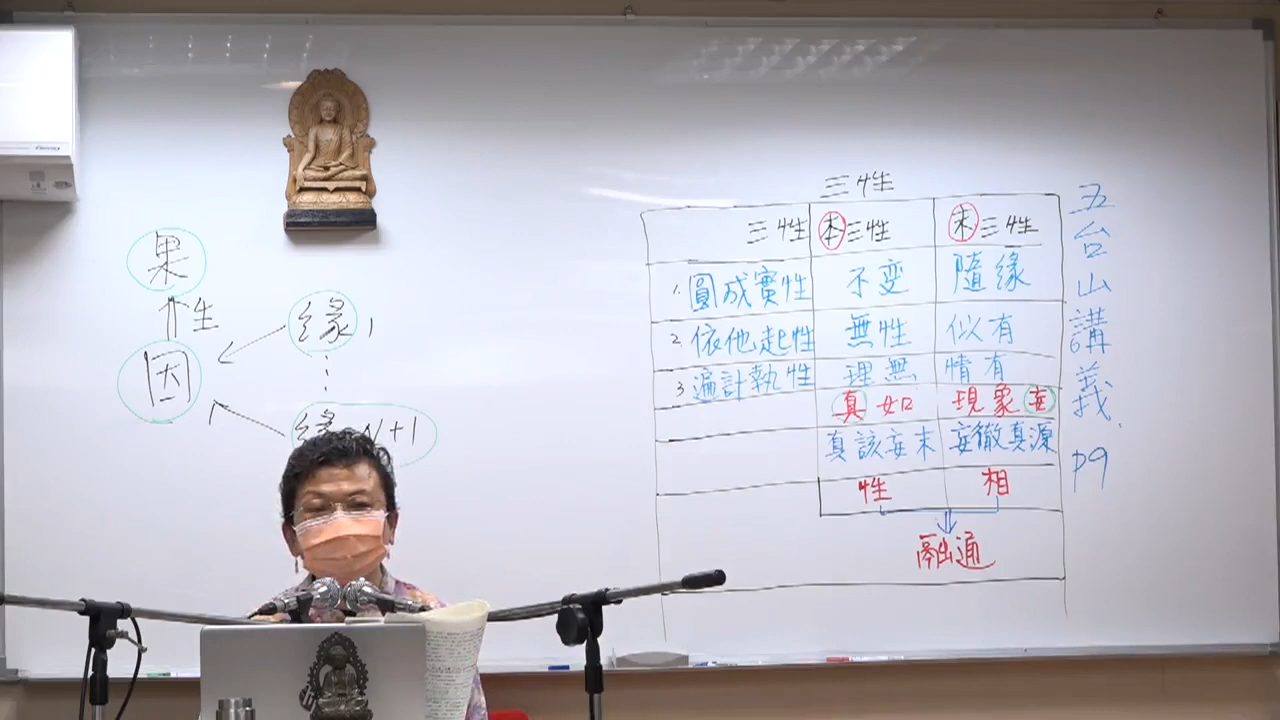 果
性
因
緣1
緣N+1
三性
三性 本三性 末三性
1. 圓成實性 不变 隨緣
2. 依他起性 無性 似有
3 遍計執性 理無 情有
真如 現象妄
真該妄末 妄徹真源
性 相
融通
五台山講義. P9